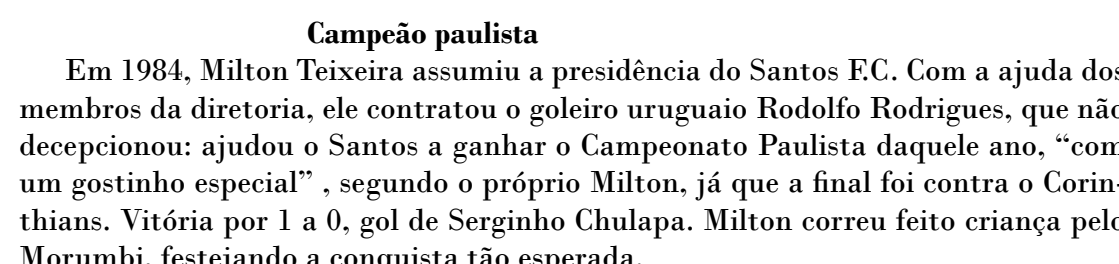 Campeão paulista
Em 1984, Milton Teixeira assumiu a presidência do Santos F.C. Com a ajuda dos
membros da diretoria, ele contratou o goleiro uruguaio Rodolfo Rodrigues, que não
decepcionou: ajudou o Santos a ganhar o Campeonato Paulista daquele ano, “com
um gostinho especial” , segundo o próprio Milton, já que a final foi contra o Corin-
thians. Vitória por 1 a 0, gol de Serginho Chulapa. Milton correu feito criança pelo
Morumbi, festejando a conquista tão esperada.